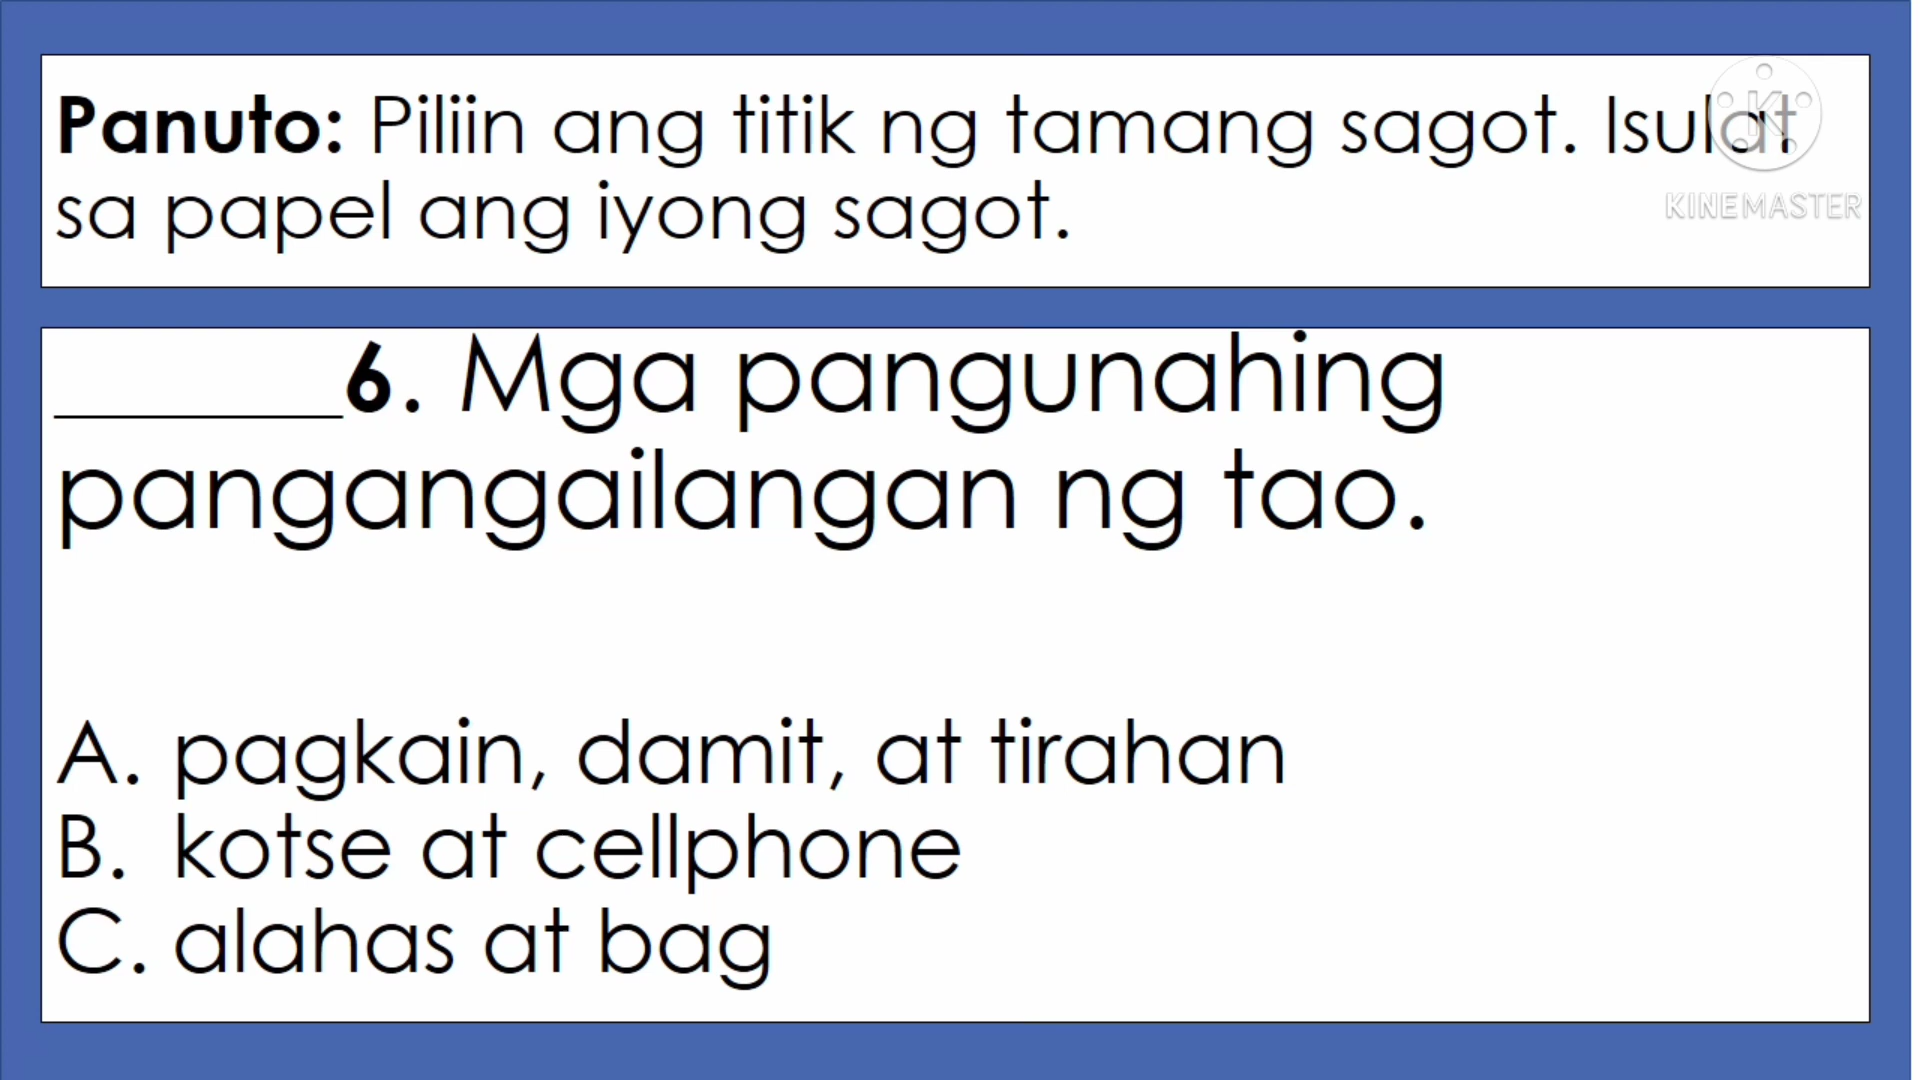 Panuto: Piliin ang titik ng tamang sagot. Isulat
sa papel ang iyong sagot.
K
KINEMASTER
______6. Mga pangunahing
pangangailangan ng tao.
A. pagkain, damit, at tirahan
B. kotse at cellphone
C. alahas at bag